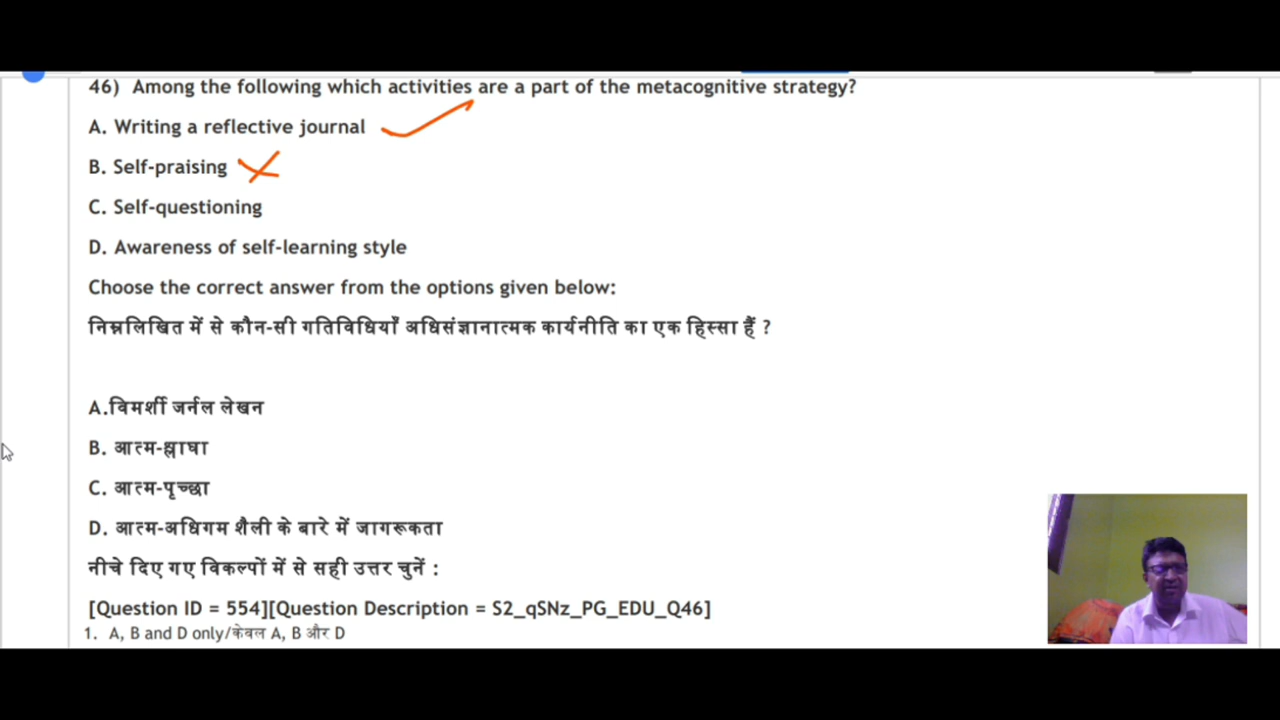 46) Among the following which activities are a part of the metacognitive strategy?
A. Writing a reflective journal
B. Self-praising
C. Self-questioning
D. Awareness of self-learning style
Choose the correct answer from the options given below:
निम्नलिखित में से कौन-सी गतिविधियाँ अधिसंज्ञानात्मक कार्यनीति का एक हिस्सा हैं ?
A.विमर्शी जर्नल लेखन
B. आत्म-श्लाघा
C. आत्म-पृच्छा
D. आत्म-अधिगम शैली के बारे में जागरूकता
नीचे दिए गए विकल्पों में से सही उत्तर चुनें :
[Question ID = 554][Question Description = S2_qSNz_PG_EDU_Q46]
1. A, B and D only/केवल A, B और D